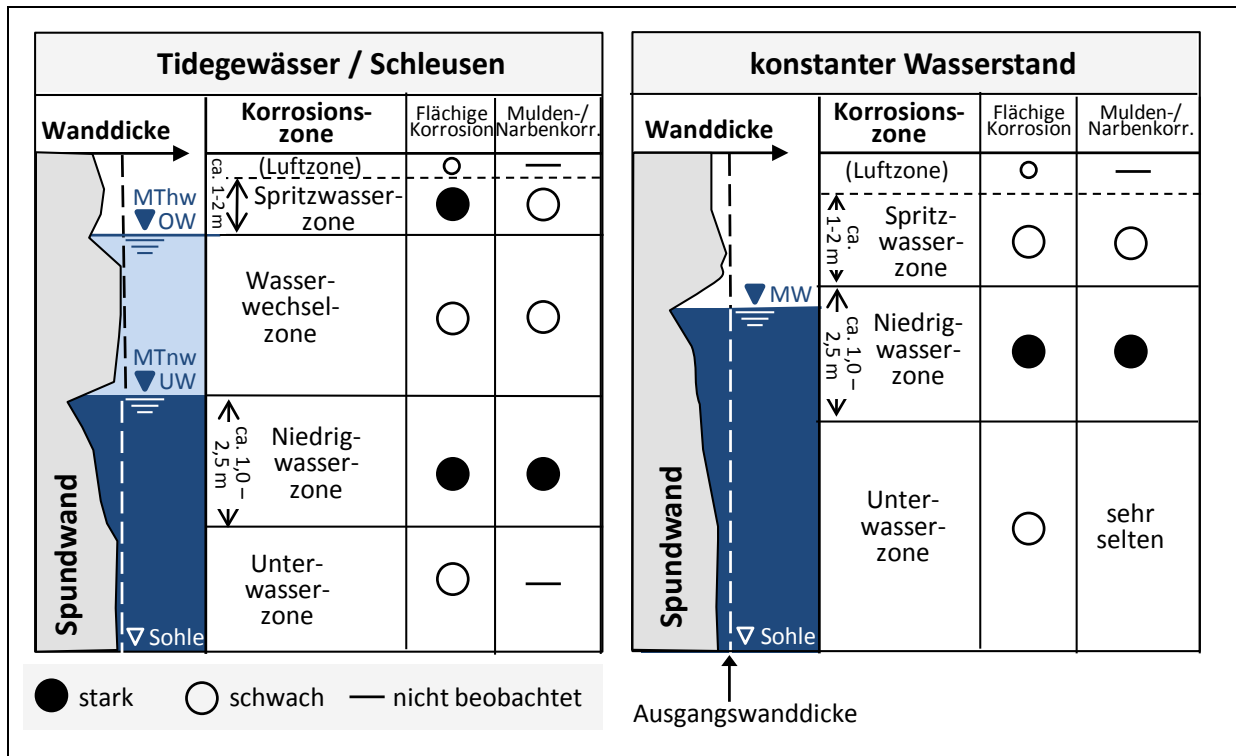 Tidegewässer / Schleusen
Wanddicke
Korrosions-
zone
Flächige
Korrosion
Mulden-/
Narbenkorr.
(Luftzone)
—
ca. 1-2 m
MThw
OW
Spritzwasser-
zone
Wasser-
wechsel-
zone
MTnw
UW
ca. 1,0 –
2,5 m
Niedrig-
wasser-
zone
Unter-
wasser-
zone
—
Spundwand
Sohle
stark
schwach
— nicht beobachtet
konstanter Wasserstand
Wanddicke
Korrosions-
zone
Flächige
Korrosion
Mulden-/
Narbenkorr.
(Luftzone)
—
ca.
1-2 m
Spritz-
wasser-
zone
MW
ca. 1,0 –
2,5 m
Niedrig-
wasser-
zone
Unter-
wasser-
zone
sehr
selten
Spundwand
Sohle
Ausgangswanddicke